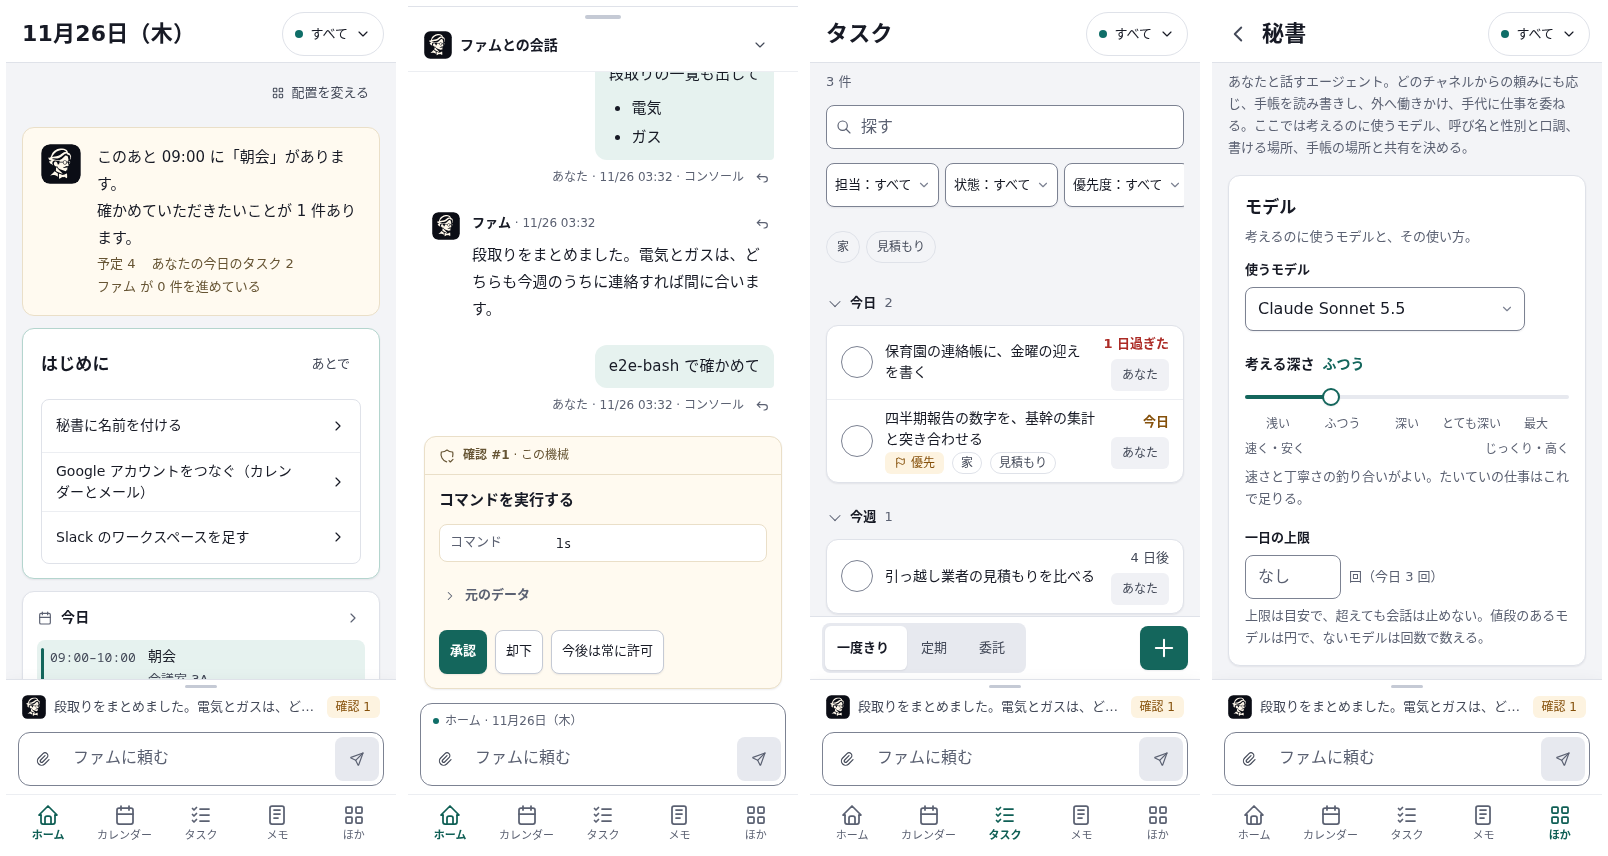 11月26日（木）
すべて
配置を変える
このあと 09:00 に「朝会」がありま
す。
確かめていただきたいことが 1 件あり
ます。
予定 4　あなたの今日のタスク 2
ファム が 0 件を進めている
はじめに
あとで
秘書に名前を付ける
Google アカウントをつなぐ（カレン
ダーとメール）
Slack のワークスペースを足す
今日
09:00–10:00 朝会
会議室 3A
段取りをまとめました。電気とガスは、ど…
確認 1
ファムに頼む
ホーム
カレンダー
タスク
メモ
ほか
ファムとの会話
段取りの一覧も出して
• 電気
• ガス
あなた · 11/26 03:32 · コンソール
ファム · 11/26 03:32
段取りをまとめました。電気とガスは、ど
ちらも今週のうちに連絡すれば間に合いま
す。
e2e-bash で確かめて
あなた · 11/26 03:32 · コンソール
確認 #1 · この機械
コマンドを実行する
コマンド ls
元のデータ
承認
却下
今後は常に許可
ホーム · 11月26日（木）
ファムに頼む
ホーム
カレンダー
タスク
メモ
ほか
タスク
すべて
3 件
探す
担当：すべて
状態：すべて
優先度：すべて
家
見積もり
今日 2
保育園の連絡帳に、金曜の迎え
を書く
1 日過ぎた
あなた
四半期報告の数字を、基幹の集計
と突き合わせる
優先
家
見積もり
今日
あなた
今週 1
引っ越し業者の見積もりを比べる
4 日後
あなた
一度きり
定期
委託
段取りをまとめました。電気とガスは、ど…
確認 1
ファムに頼む
ホーム
カレンダー
タスク
メモ
ほか
秘書
すべて
あなたと話すエージェント。どのチャネルからの頼みにも応
じ、手帳を読み書きし、外へ働きかけ、手代に仕事を委ね
る。ここでは考えるのに使うモデル、呼び名と性別と口調、
書ける場所、手帳の場所と共有を決める。
モデル
考えるのに使うモデルと、その使い方。
使うモデル
Claude Sonnet 5.5
考える深さ ふつう
浅い
ふつう
深い
とても深い
最大
速く・安く
じっくり・高く
速さと丁寧さの釣り合いがよい。たいていの仕事はこれ
で足りる。
一日の上限
なし
回（今日 3 回）
上限は目安で、超えても会話は止めない。値段のあるモ
デルは円で、ないモデルは回数で数える。
段取りをまとめました。電気とガスは、ど…
確認 1
ファムに頼む
ホーム
カレンダー
タスク
メモ
ほか